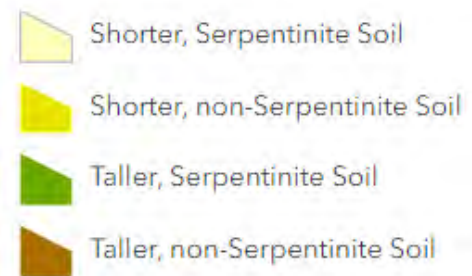 Shorter, Serpentinite Soil
Shorter, non-Serpentinite Soil
Taller, Serpentinite Soil
Taller, non-Serpentinite Soil